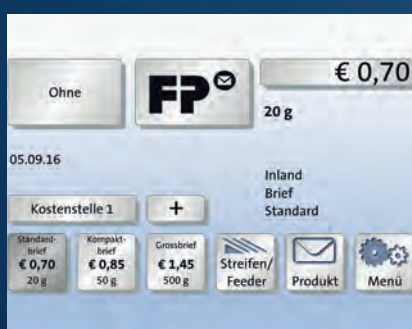 Ohne
FP
€ 0,70
20 g
05.09.16
Inland
Brief
Standard
Kostenstelle 1
+
Standard-
brief
€ 0,70
20 g
Kompakt-
brief
€ 0,85
50 g
Grossbrief
€ 1,45
500 g
Streifen/
Feeder
Produkt
Menü